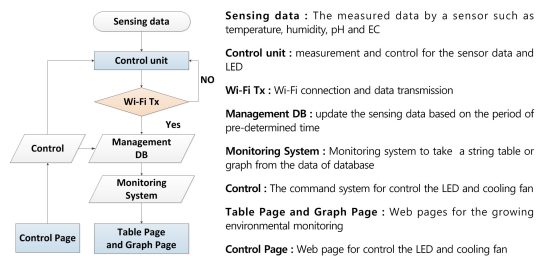 Sensing data
Control unit
NO
Wi-Fi Tx
Yes
Control
Management
DB
Monitoring
System
Control Page
Table Page
and Graph Page
Sensing data : The measured data by a sensor such as
temperature, humidity, pH and EC
Control unit : measurement and control for the sensor data and
LED
Wi-Fi Tx : Wi-Fi connection and data transmission
Management DB : update the sensing data based on the period of
pre-determined time
Monitoring System : Monitoring system to take a string table or
graph from the data of database
Control : The command system for control the LED and cooling fan
Table Page and Graph Page : Web pages for the growing
environmental monitoring
Control Page : Web page for control the LED and cooling fan